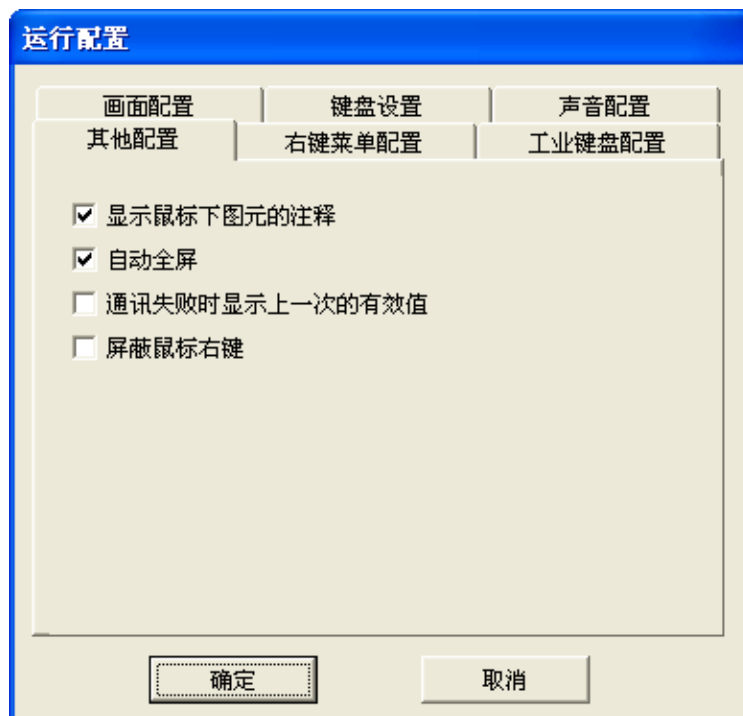 运行配置
画面配置 键盘设置 声音配置
其他配置 右键菜单配置 工业键盘配置
显示鼠标下图元的注释
自动全屏
通讯失败时显示上一次的有效值
屏蔽鼠标右键
确定 取消